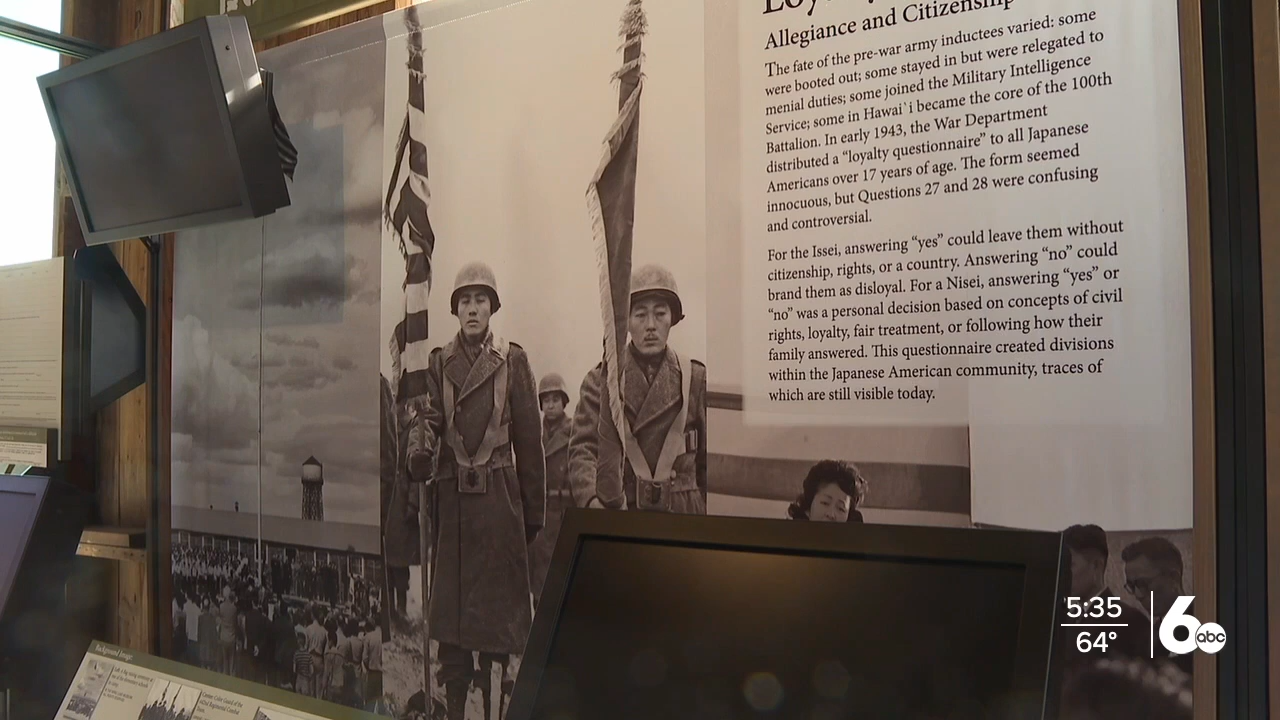 Allegiance and Citizenship
The fate of the pre-war army inductees varied: some
were booted out; some stayed in but were relegated to
menial duties; some joined the Military Intelligence
Service; some in Hawai`i became the core of the 100th
Battalion. In early 1943, the War Department
distributed a “loyalty questionnaire” to all Japanese
Americans over 17 years of age. The form seemed
innocuous, but Questions 27 and 28 were confusing
and controversial.
For the Issei, answering “yes” could leave them without
citizenship, rights, or a country. Answering “no” could
brand them as disloyal. For a Nisei, answering “yes” or
“no” was a personal decision based on concepts of civil
rights, loyalty, fair treatment, or following how their
family answered. This questionnaire created divisions
within the Japanese American community, traces of
which are still visible today.
Background Image:
5:35
64°
6
abc